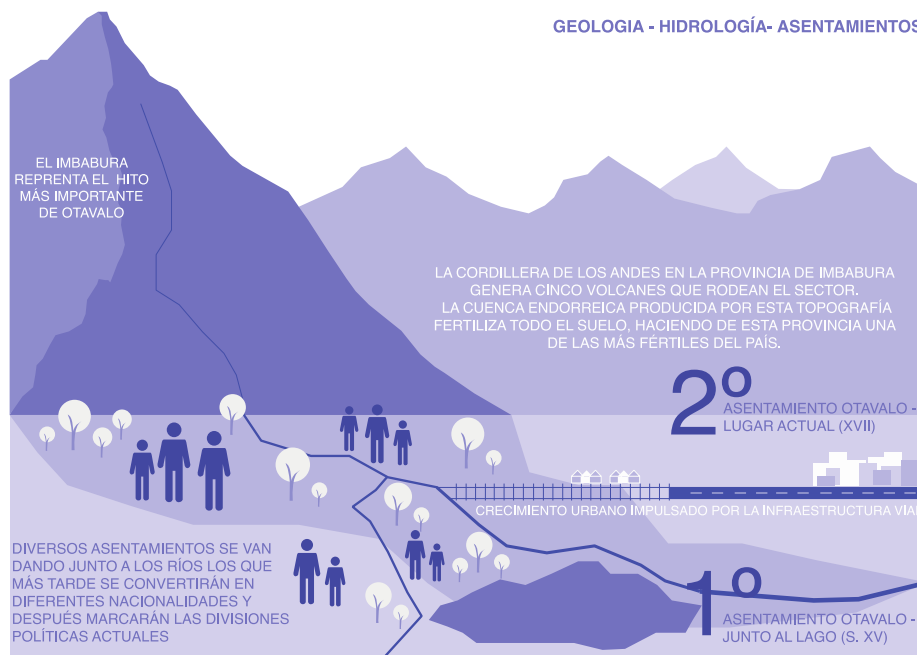 GEOLOGIA - HIDROLOGÍA- ASENTAMIENTOS
EL IMBABURA
REPRENTA EL HITO
MÁS IMPORTANTE
DE OTAVALO
LA CORDILLERA DE LOS ANDES EN LA PROVINCIA DE IMBABURA
GENERA CINCO VOLCANES QUE RODEAN EL SECTOR.
LA CUENCA ENDORREICA PRODUCIDA POR ESTA TOPOGRAFÍA
FERTILIZA TODO EL SUELO, HACIENDO DE ESTA PROVINCIA UNA
DE LAS MÁS FÉRTILES DEL PAÍS.
2º
ASENTAMIENTO OTAVALO -
LUGAR ACTUAL (XVII)
CRECIMIENTO URBANO IMPULSADO POR LA INFRAESTRUCTURA VIAL
DIVERSOS ASENTAMIENTOS SE VAN
DANDO JUNTO A LOS RÍOS LOS QUE
MÁS TARDE SE CONVERTIRÁN EN
DIFERENTES NACIONALIDADES Y
DESPUÉS MARCARÁN LAS DIVISIONES
POLÍTICAS ACTUALES
1º
ASENTAMIENTO OTAVALO -
JUNTO AL LAGO (S. XV)